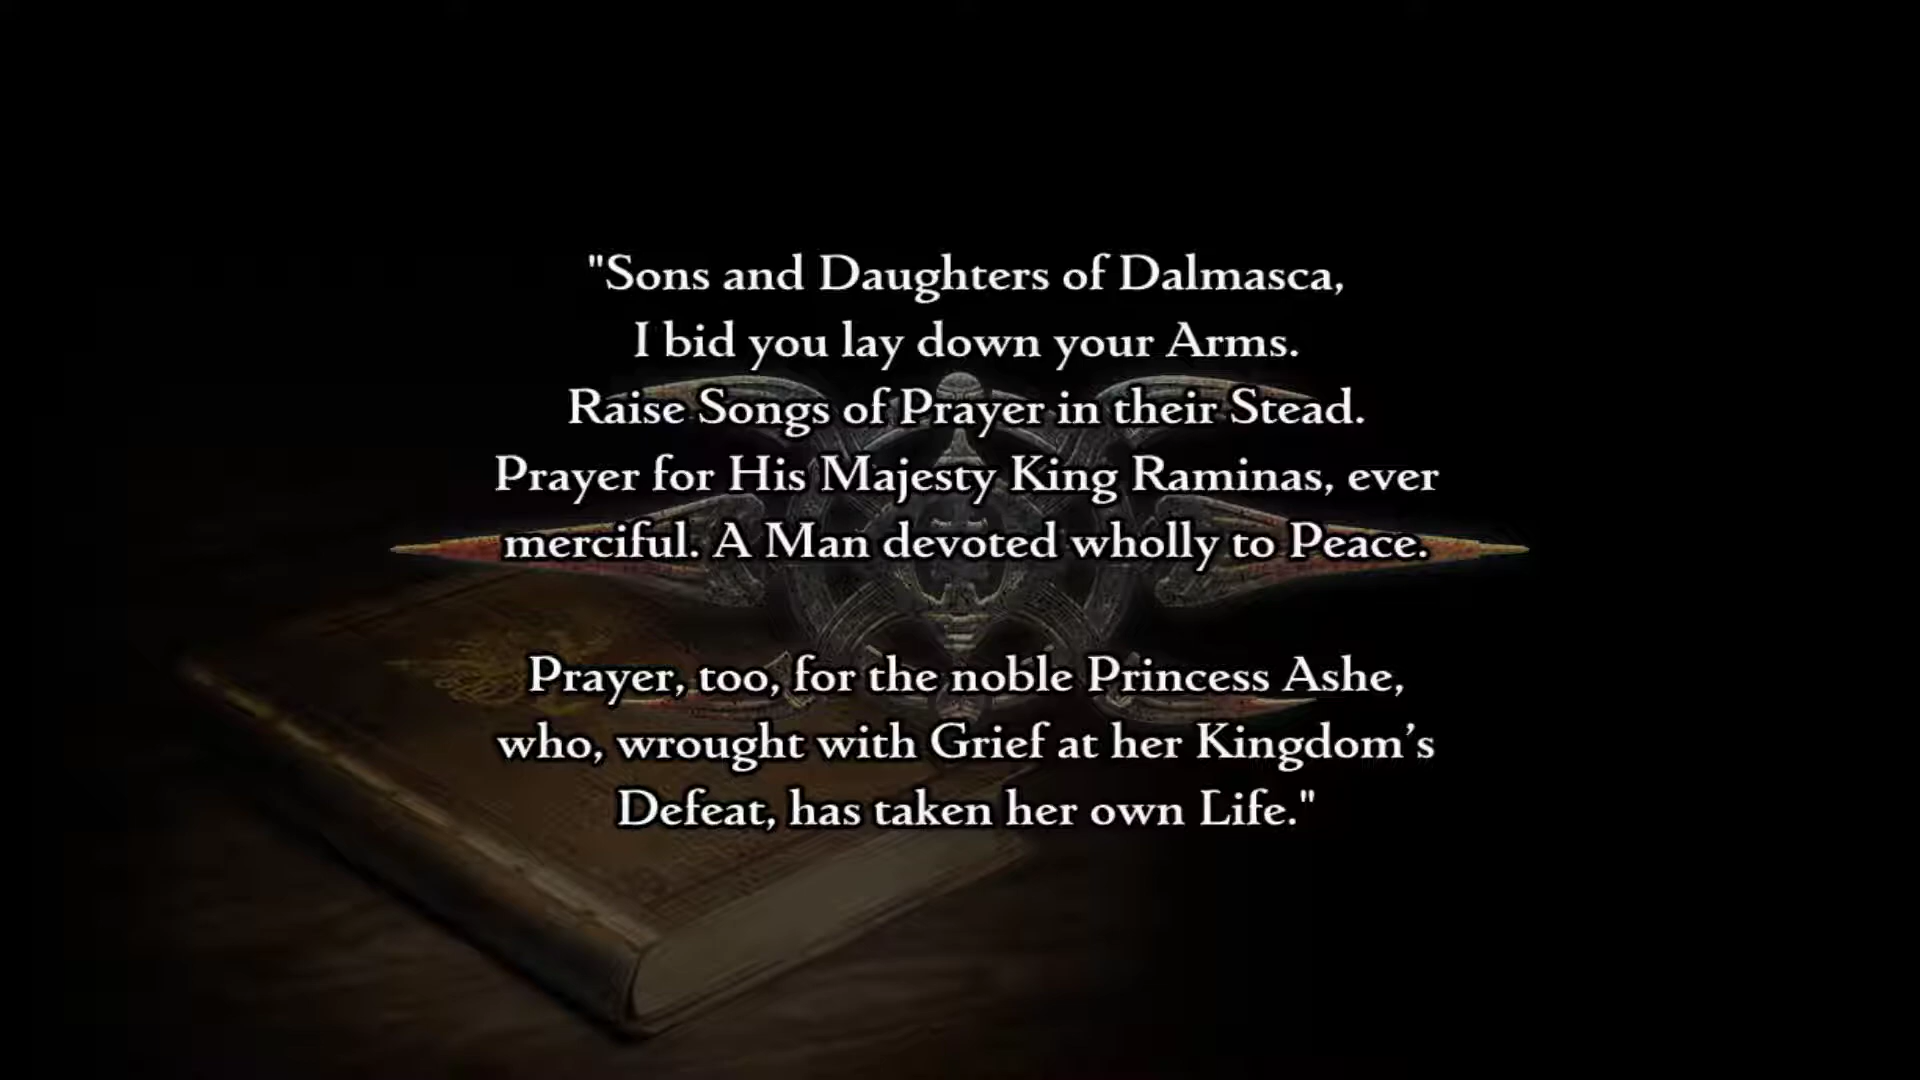 "Sons and Daughters of Dalmasca,
I bid you lay down your Arms.
Raise Songs of Prayer in their Stead.
Prayer for His Majesty King Raminas, ever
merciful. A Man devoted wholly to Peace.
Prayer, too, for the noble Princess Ashe,
who, wrought with Grief at her Kingdom’s
Defeat, has taken her own Life."